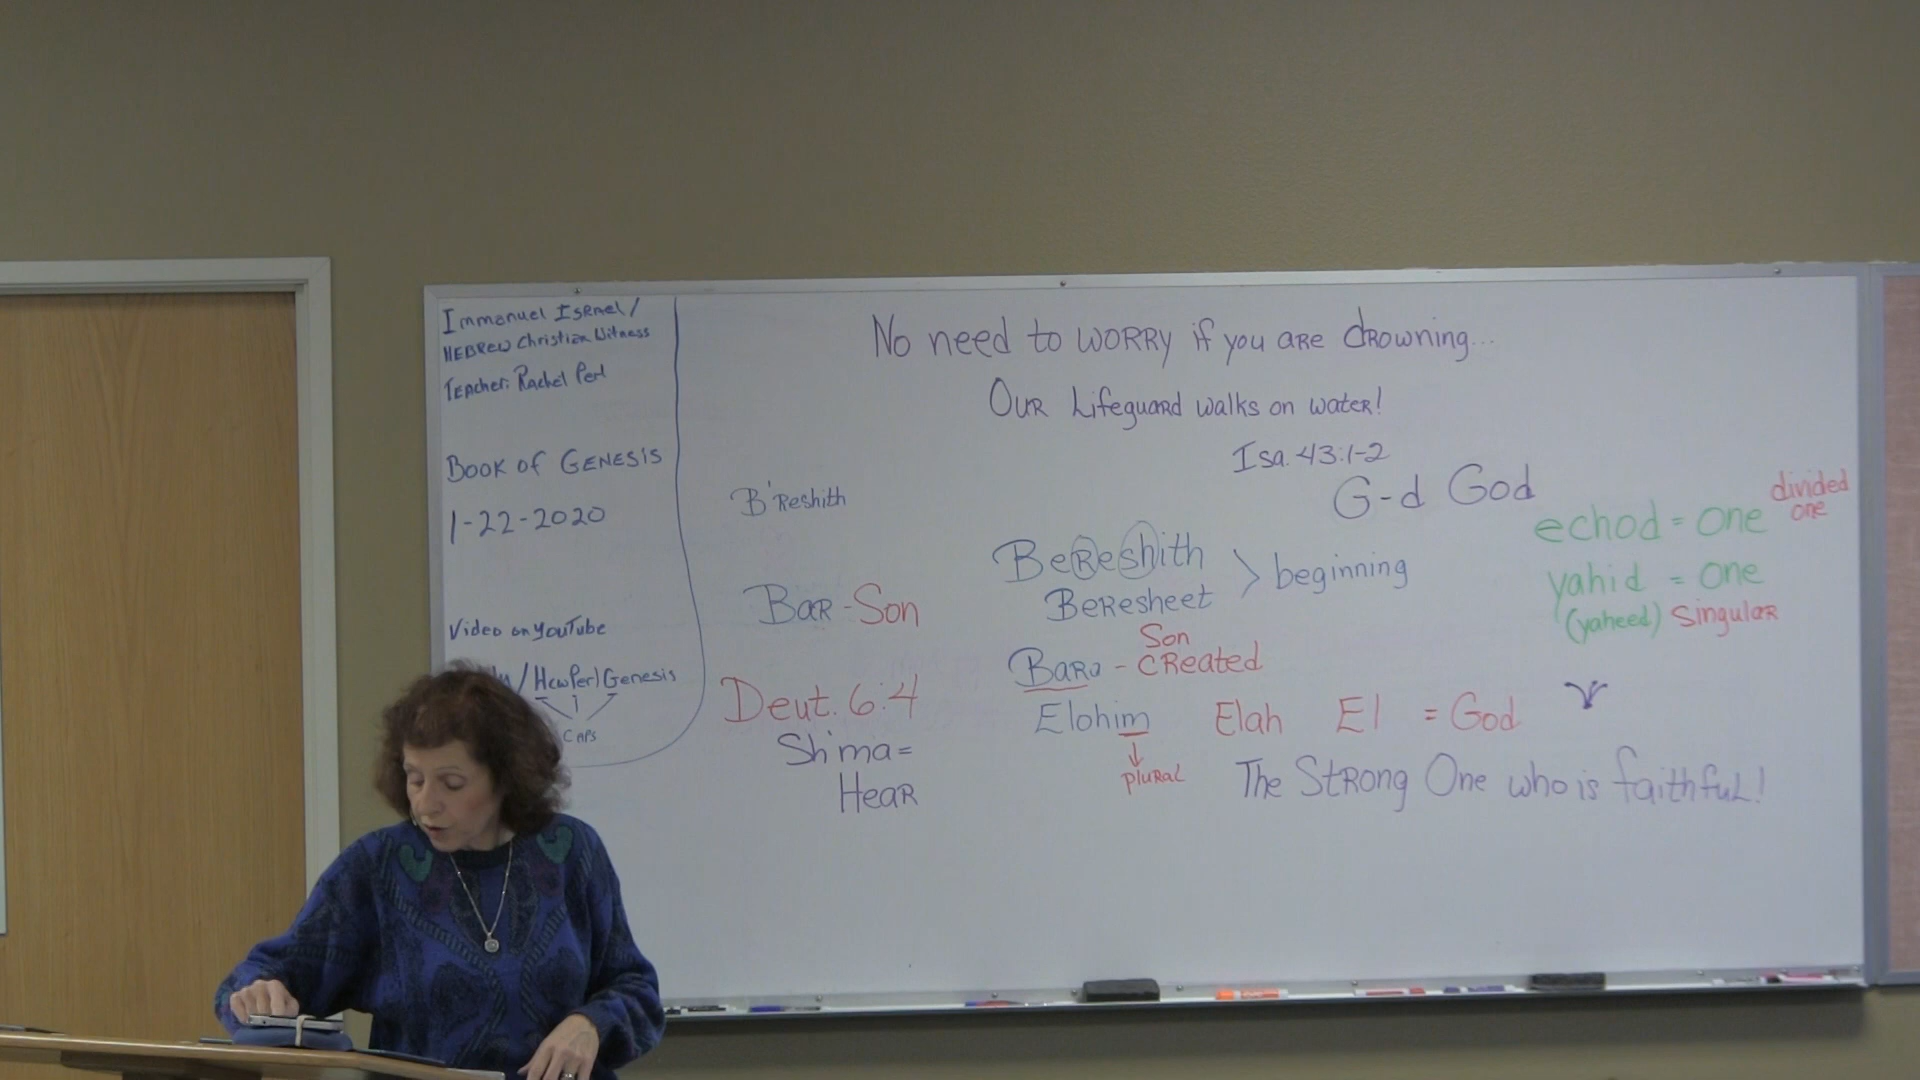 Immanuel Israel/
HEBREW Christian Witness
Teacher: Rachel Perl
BOOK of GENESIS
1-22-2020
Video on YouTube
/HcwPerlGenesis
CAPS
No need to WORRY if you are drowning...
Our Lifeguard walks on water!
Isa. 43:1-2
G-d God
B'Reshith
BeReshith
Beresheet
> beginning
Bar - Son
Son
Bara - created
Deut. 6:4
Sh'ma =
Hear
Elohim Elah El = God
plural
The Strong One who is faithful!
echod = one divided one
yahid = one
(yaheed) Singular